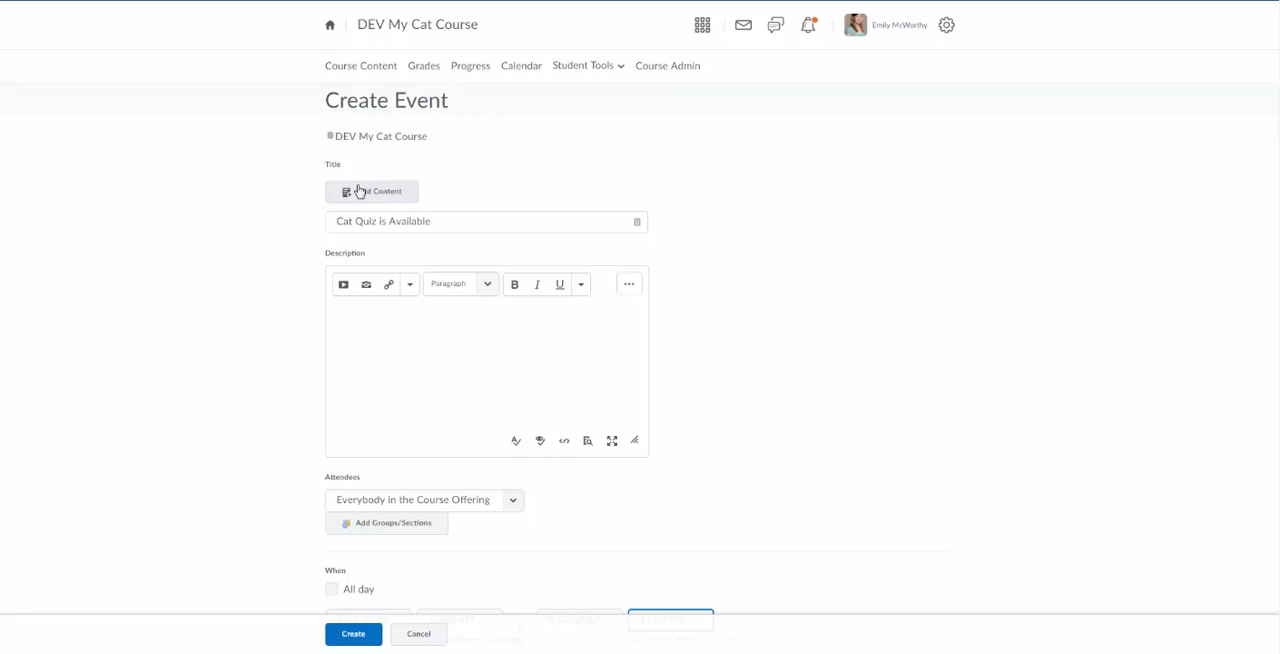 DEV My Cat Course
Emily McWorthy
Course Content Grades Progress Calendar Student Tools Course Admin
Create Event
DEV My Cat Course
Title
Content
Cat Quiz is Available
Description
Paragraph B I U
Attendees
Everybody in the Course Offering
Add Groups/Sections
When
All day
Create Cancel